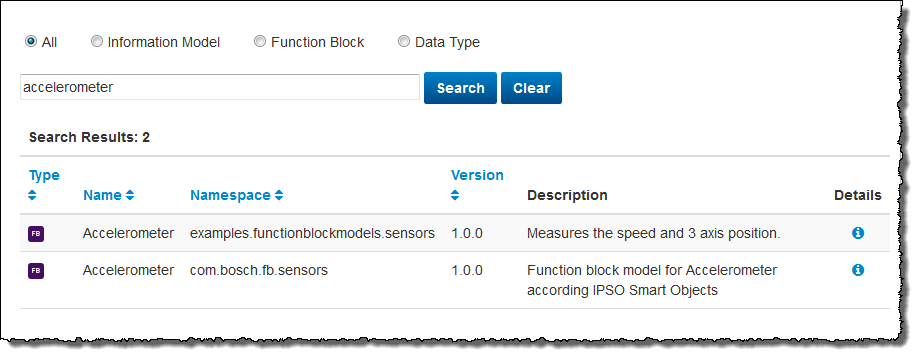 All Information Model Function Block Data Type
accelerometer Search Clear
Search Results: 2
Type Name Namespace Version Description Details
FB Accelerometer examples.functionblockmodels.sensors 1.0.0 Measures the speed and 3 axis position.
FB Accelerometer com.bosch.fb.sensors 1.0.0 Function block model for Accelerometer
according IPSO Smart Objects